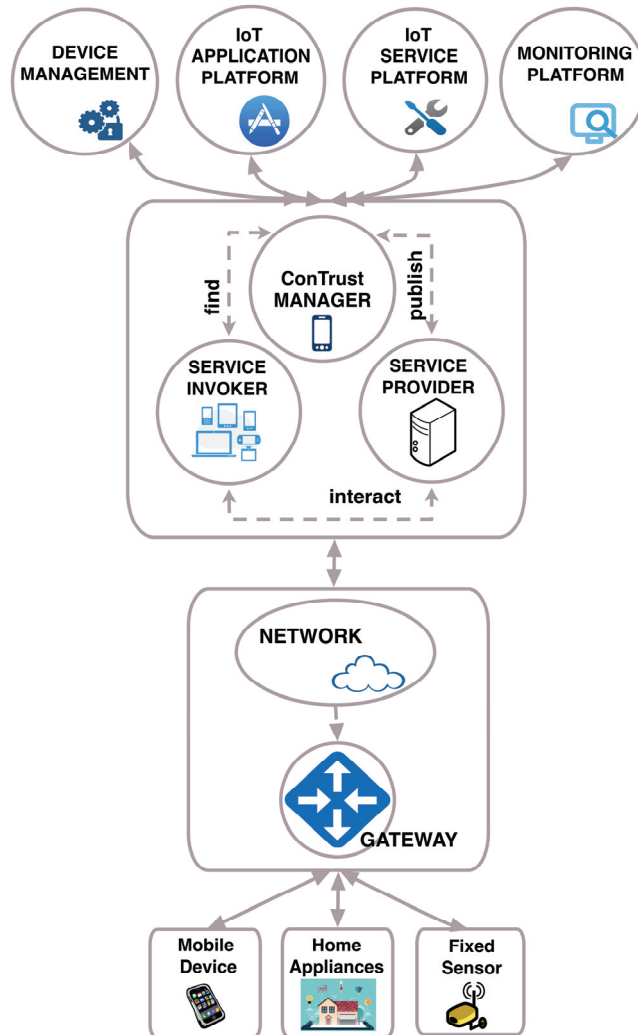 DEVICE
MANAGEMENT
IoT
APPLICATION
PLATFORM
IoT
SERVICE
PLATFORM
MONITORING
PLATFORM
find
ConTrust
MANAGER
publish
SERVICE
INVOKER
SERVICE
PROVIDER
interact
NETWORK
GATEWAY
Mobile
Device
Home
Appliances
Fixed
Sensor